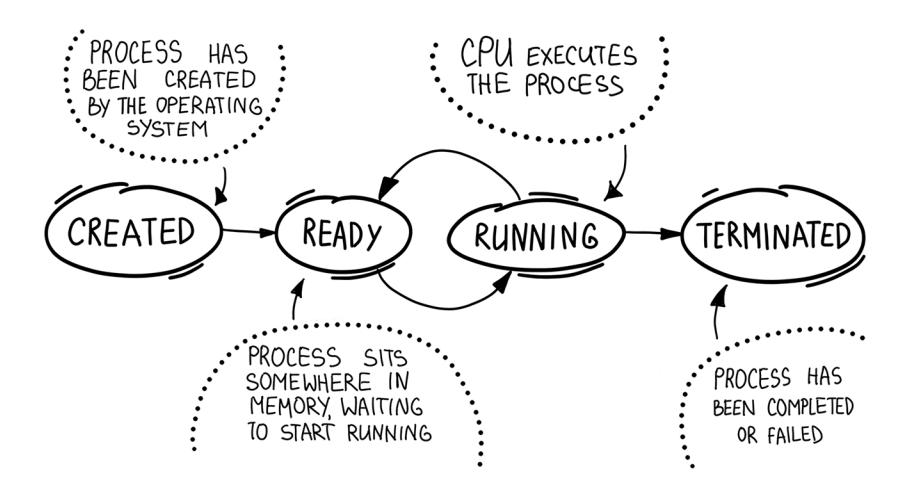 PROCESS HAS
BEEN CREATED
BY THE OPERATING
SYSTEM
CPU EXECUTES
THE PROCESS
CREATED
READY
RUNNING
TERMINATED
PROCESS SITS
SOMEWHERE IN
MEMORY, WAITING
TO START RUNNING
PROCESS HAS
BEEN COMPLETED
OR FAILED